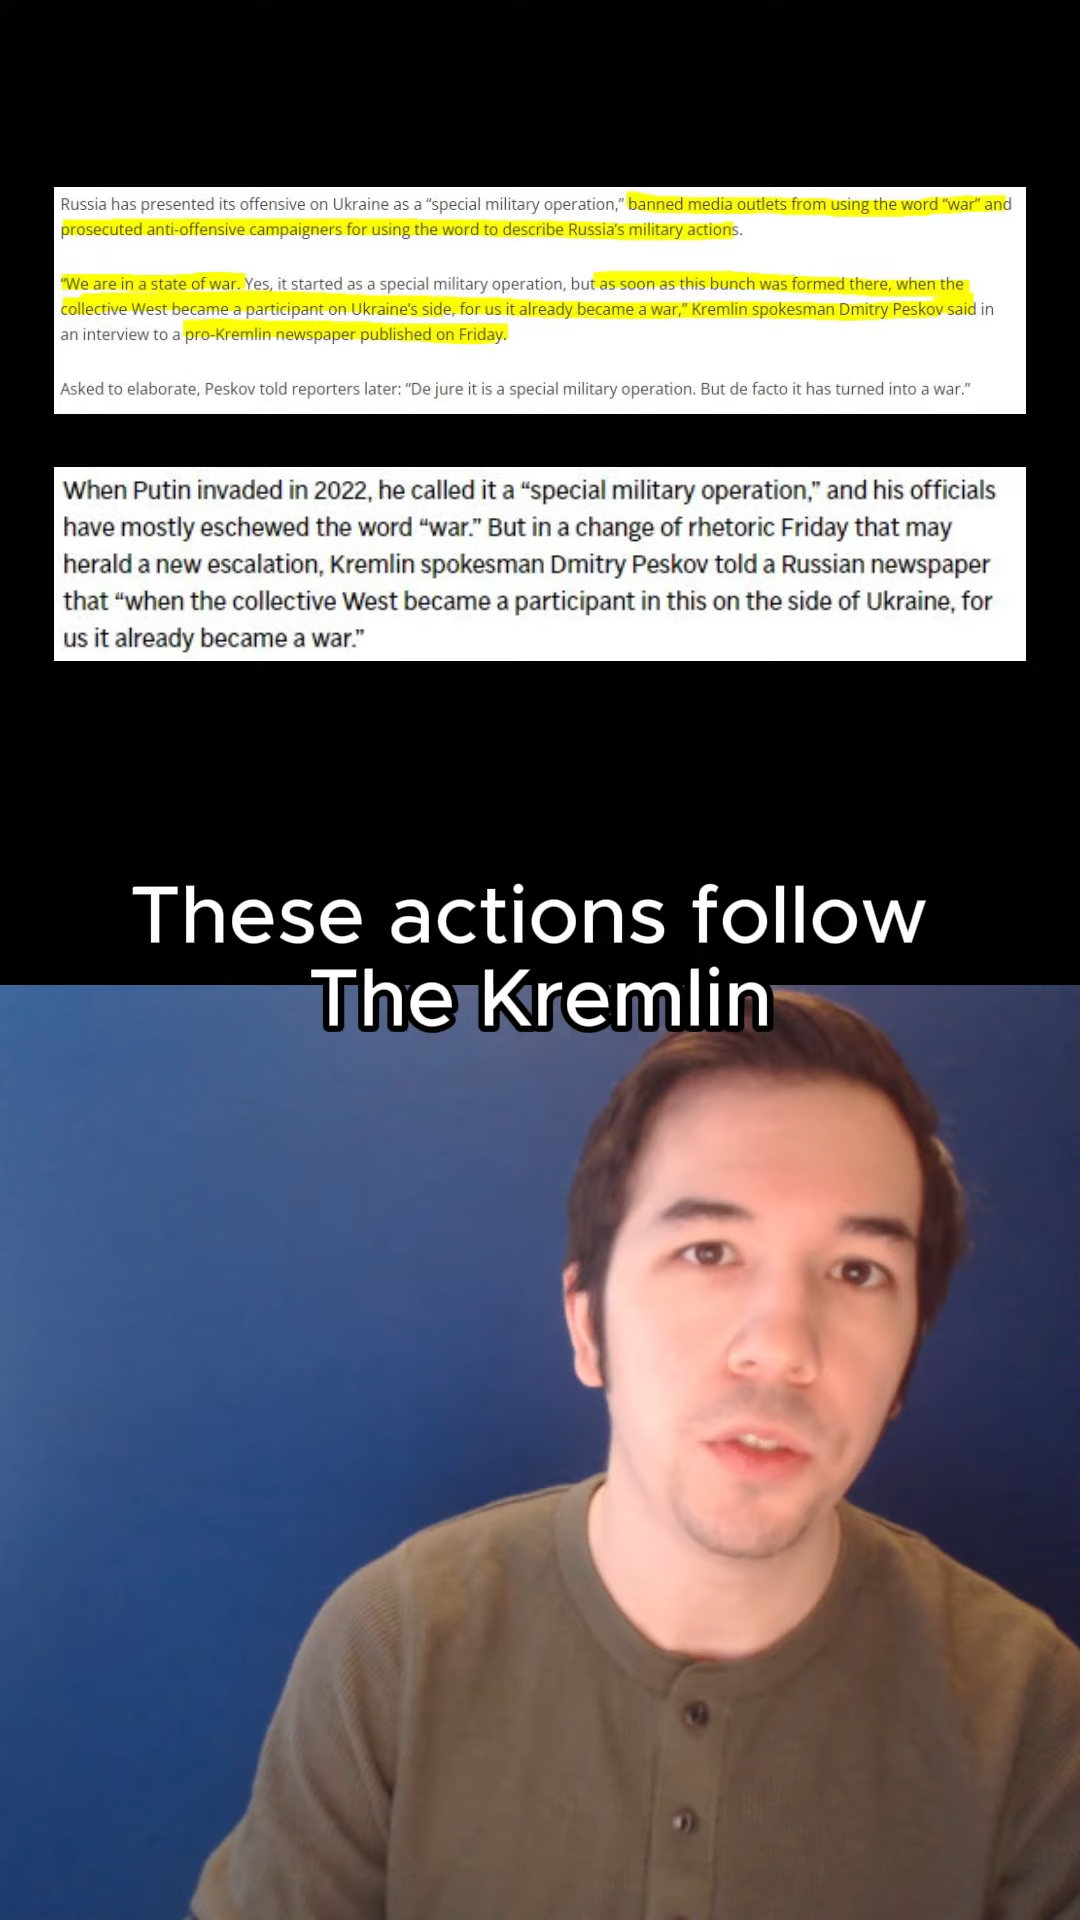 Russia has presented its offensive on Ukraine as a “special military operation,” banned media outlets from using the word “war” and
prosecuted anti-offensive campaigners for using the word to describe Russia’s military actions.
“We are in a state of war. Yes, it started as a special military operation, but as soon as this bunch was formed there, when the
collective West became a participant on Ukraine’s side, for us it already became a war,” Kremlin spokesman Dmitry Peskov said in
an interview to a pro-Kremlin newspaper published on Friday.
Asked to elaborate, Peskov told reporters later: “De jure it is a special military operation. But de facto it has turned into a war.”
When Putin invaded in 2022, he called it a “special military operation,” and his officials
have mostly eschewed the word “war.” But in a change of rhetoric Friday that may
herald a new escalation, Kremlin spokesman Dmitry Peskov told a Russian newspaper
that “when the collective West became a participant in this on the side of Ukraine, for
us it already became a war.”
These actions follow
The Kremlin